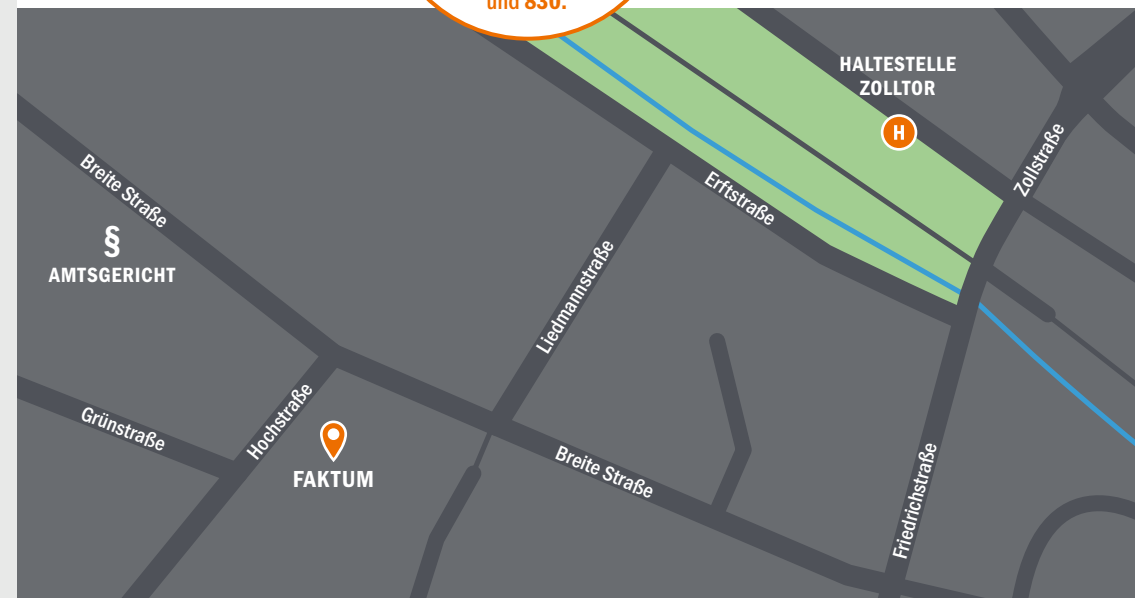 und 830.
HALTESTELLE
ZOLLTOR
H
Zollstraße
Breite Straße
Erftstraße
§
AMTSGERICHT
Liedmannstraße
Hochstraße
Grünstraße
FAKTUM
Breite Straße
Friedrichstraße